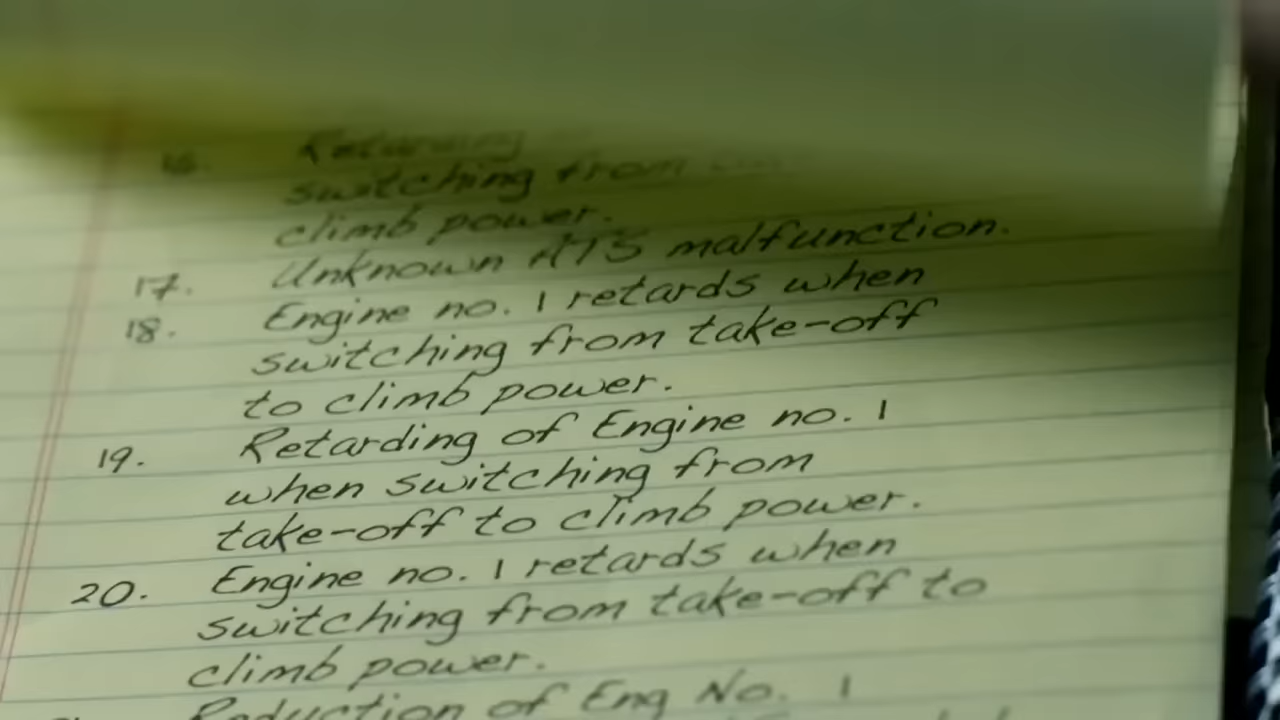 16. Retarding
switching from
climb power.
17. Unknown ATS malfunction.
18. Engine no. 1 retards when
switching from take-off
to climb power.
19. Retarding of Engine no. 1
when switching from
take-off to climb power.
20. Engine no. 1 retards when
switching from take-off to
climb power.
Reduction of Eng No. 1